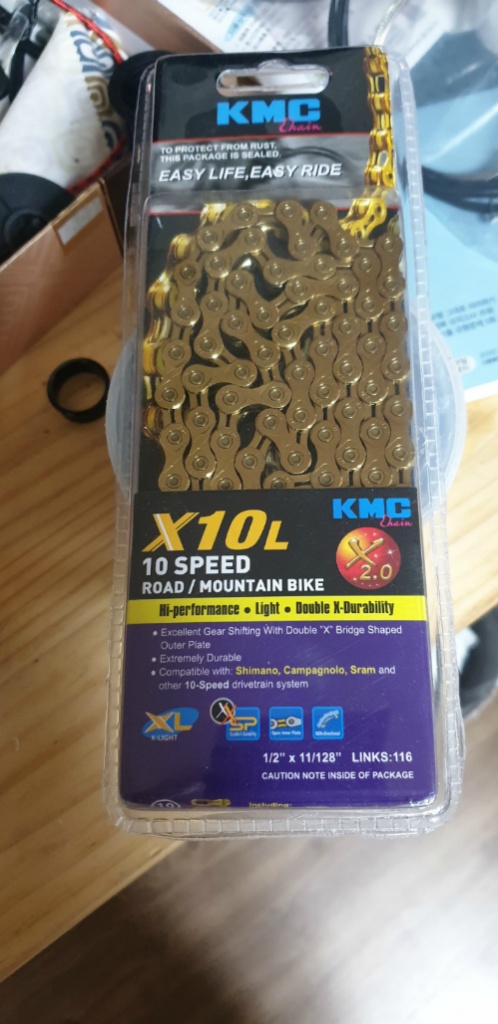 KMC
Chain
TO PROTECT FROM RUST,
THIS PACKAGE IS SEALED.
EASY LIFE,EASY RIDE
KMC
Chain
X10L
X
2.0
10 SPEED
ROAD / MOUNTAIN BIKE
Hi-performance • Light • Double X-Durability
• Excellent Gear Shifting With Double "X" Bridge Shaped
Outer Plate
• Extremely Durable
• Compatible with: Shimano, Campagnolo, Sram and
other 10-Speed drivetrain system
XL
X-LIGHT
SP
1/2" x 11/128" LINKS:116
CAUTION NOTE INSIDE OF PACKAGE
Including: